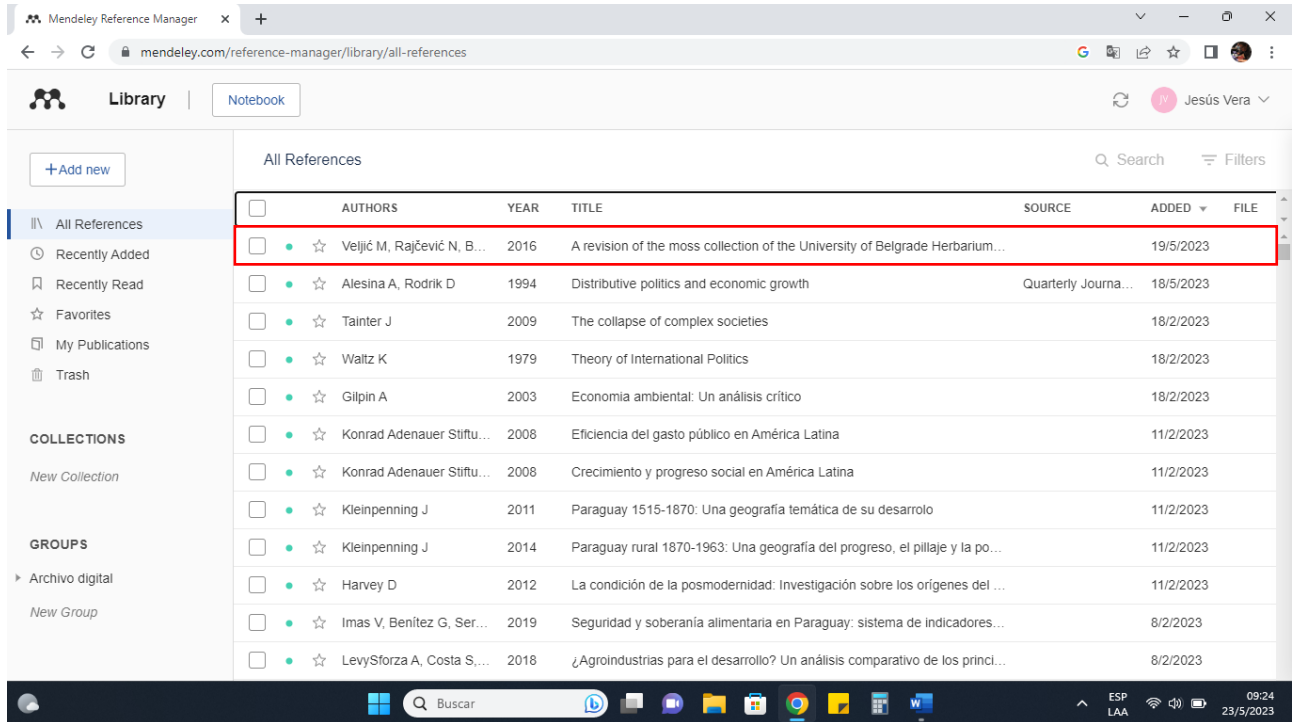 Mendeley Reference Manager
mendeley.com/reference-manager/library/all-references
Library | Notebook JV Jesús Vera
+Add new
All References Search Filters
All References
Recently Added
Recently Read
Favorites
My Publications
Trash
COLLECTIONS
New Collection
GROUPS
Archivo digital
New Group
AUTHORS YEAR TITLE SOURCE ADDED FILE
Veljić M, Rajčević N, B... 2016 A revision of the moss collection of the University of Belgrade Herbarium... 19/5/2023
Alesina A, Rodrik D 1994 Distributive politics and economic growth Quarterly Journa... 18/5/2023
Tainter J 2009 The collapse of complex societies 18/2/2023
Waltz K 1979 Theory of International Politics 18/2/2023
Gilpin A 2003 Economia ambiental: Un análisis crítico 18/2/2023
Konrad Adenauer Stiftu... 2008 Eficiencia del gasto público en América Latina 11/2/2023
Konrad Adenauer Stiftu... 2008 Crecimiento y progreso social en América Latina 11/2/2023
Kleinpenning J 2011 Paraguay 1515-1870: Una geografía temática de su desarrolo 11/2/2023
Kleinpenning J 2014 Paraguay rural 1870-1963: Una geografía del progreso, el pillaje y la po... 11/2/2023
Harvey D 2012 La condición de la posmodernidad: Investigación sobre los orígenes del ... 11/2/2023
Imas V, Benítez G, Ser... 2019 Seguridad y soberanía alimentaria en Paraguay: sistema de indicadores... 8/2/2023
LevySforza A, Costa S,... 2018 ¿Agroindustrias para el desarrollo? Un análisis comparativo de los princi... 8/2/2023
Buscar
ESP
LAA
09:24
23/5/2023